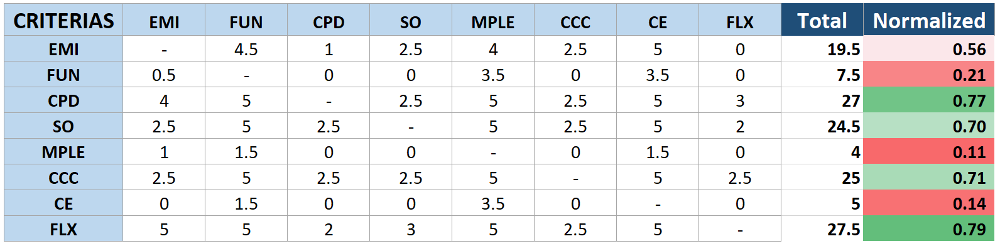 CRITERIAS EMI FUN CPD SO MPLE CCC CE FLX Total Normalized
EMI - 4.5 1 2.5 4 2.5 5 0 19.5 0.56
FUN 0.5 - 0 0 3.5 0 3.5 0 7.5 0.21
CPD 4 5 - 2.5 5 2.5 5 3 27 0.77
SO 2.5 5 2.5 - 5 2.5 5 2 24.5 0.70
MPLE 1 1.5 0 0 - 0 1.5 0 4 0.11
CCC 2.5 5 2.5 2.5 5 - 5 2.5 25 0.71
CE 0 1.5 0 0 3.5 0 - 0 5 0.14
FLX 5 5 2 3 5 2.5 5 - 27.5 0.79